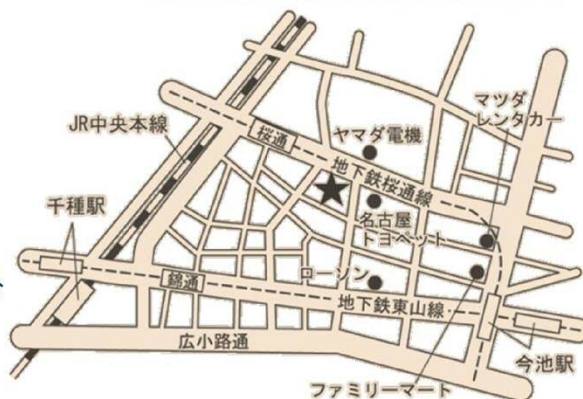 マツダ
レンタカー
ヤマダ電機
JR中央本線
桜通
地下鉄桜通線
千種駅
名古屋
トヨペット
ローソン
錦通
地下鉄東山線
広小路通
今池駅
ファミリーマート